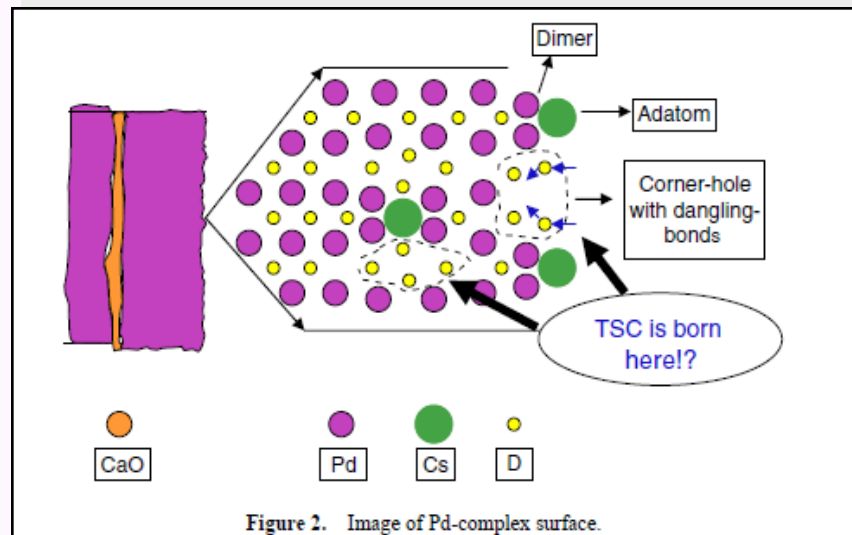 Dimer
Adatom
Corner-hole
with dangling-
bonds
TSC is born
here!?
CaO
Pd
Cs
D
Figure 2. Image of Pd-complex surface.